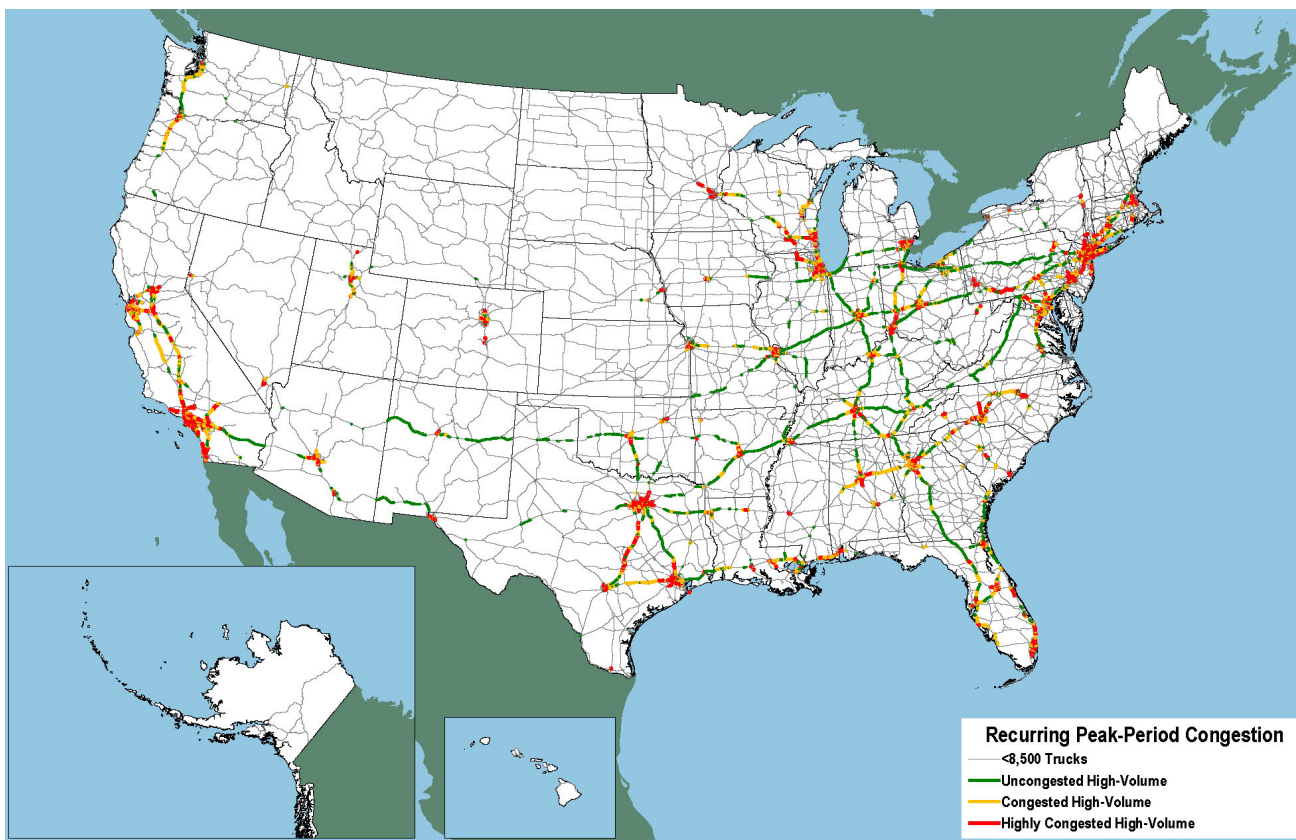 Recurring Peak-Period Congestion
<8,500 Trucks
Uncongested High-Volume
Congested High-Volume
Highly Congested High-Volume